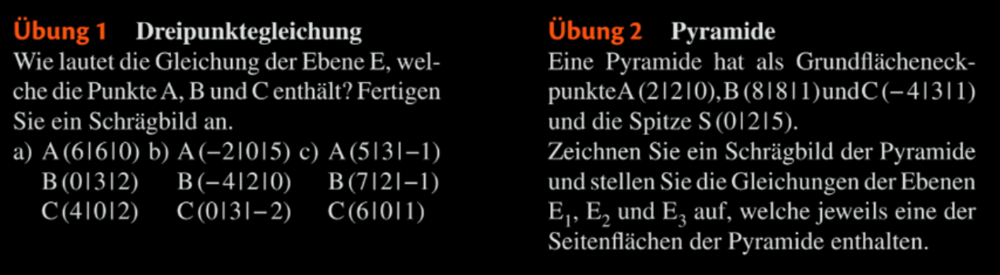 Übung 1 Dreipunktegleichung
Wie lautet die Gleichung der Ebene E, wel-
che die Punkte A, B und C enthält? Fertigen
Sie ein Schrägbild an.
a) A(6|6|0) b) A(−2|0|5) c) A(5|3|−1)
B(0|3|2) B(−4|2|0) B(7|2|−1)
C(4|0|2) C(0|3|−2) C(6|0|1)
Übung 2 Pyramide
Eine Pyramide hat als Grundflächeneck-
punkte A(2|2|0), B(8|8|1) und C(−4|3|1)
und die Spitze S(0|2|5).
Zeichnen Sie ein Schrägbild der Pyramide
und stellen Sie die Gleichungen der Ebenen
E₁, E₂ und E₃ auf, welche jeweils eine der
Seitenflächen der Pyramide enthalten.